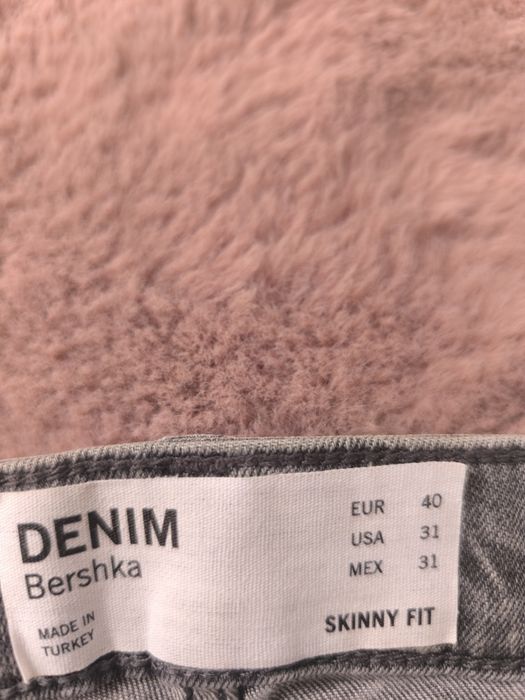 DENIM
Bershka
MADE IN
TURKEY
EUR 40
USA 31
MEX 31
SKINNY FIT